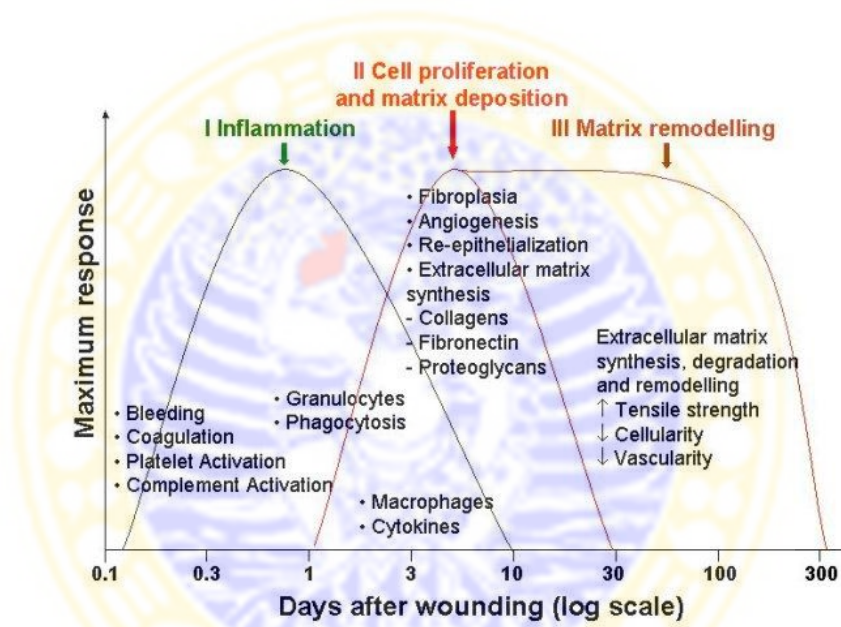 II Cell proliferation
and matrix deposition
I Inflammation
III Matrix remodelling
Maximum response
• Fibroplasia
• Angiogenesis
• Re-epithelialization
• Extracellular matrix
synthesis
- Collagens
- Fibronectin
- Proteoglycans
Extracellular matrix
synthesis, degradation
and remodelling
↑ Tensile strength
↓ Cellularity
↓ Vascularity
• Granulocytes
• Phagocytosis
• Bleeding
• Coagulation
• Platelet Activation
• Complement Activation
• Macrophages
• Cytokines
0.1 0.3 1 3 10 30 100 300
Days after wounding (log scale)